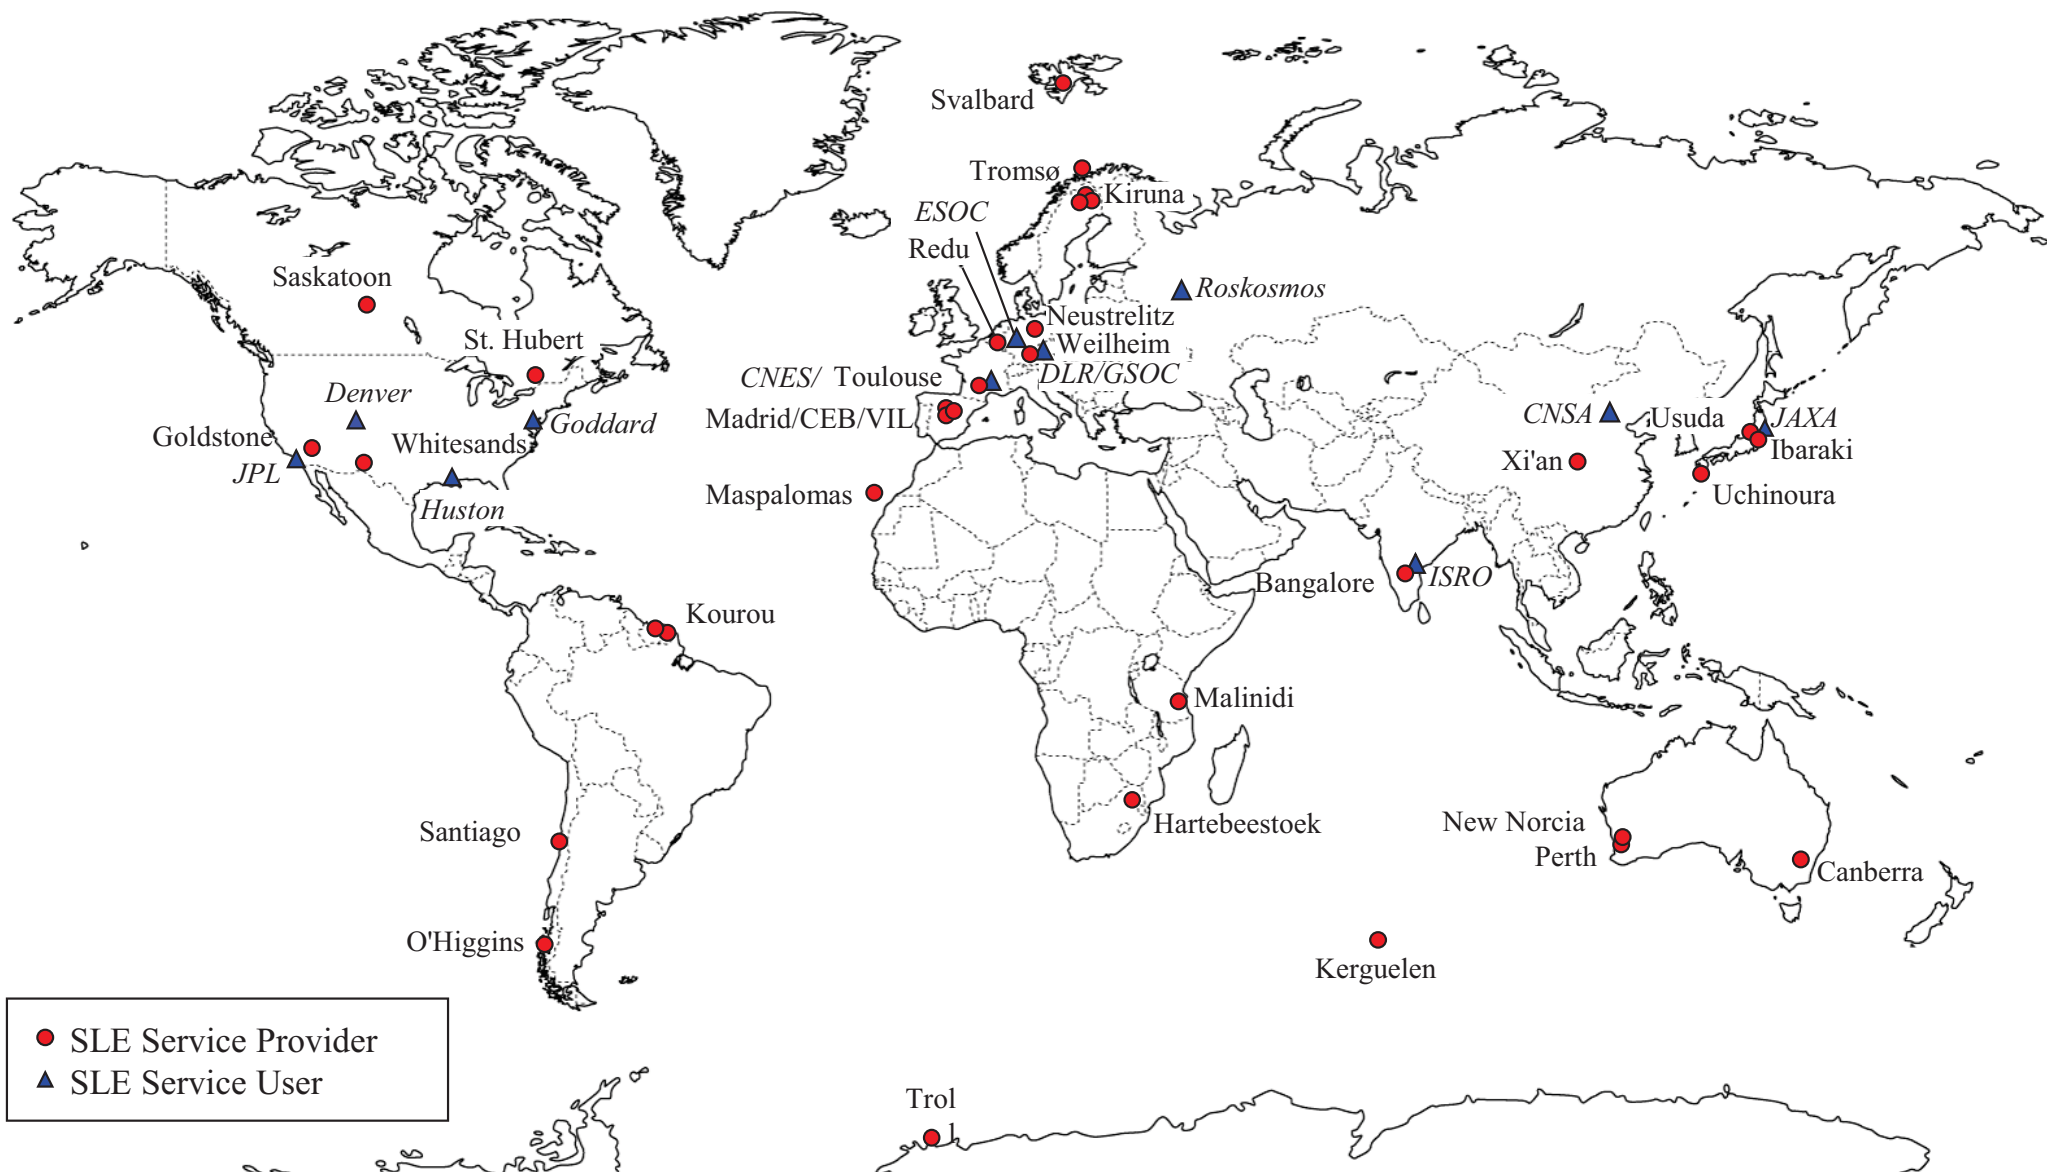 Svalbard
Tromsø
Kiruna
ESOC
Redu
Saskatoon
Roskosmos
Neustrelitz
St. Hubert
Weilheim
CNES/ Toulouse
DLR/GSOC
Denver
Madrid/CEB/VIL
Goldstone
Whitesands
Goddard
CNSA
Usuda
JAXA
JPL
Xi'an
Ibaraki
Huston
Maspalomas
Uchinoura
Bangalore
ISRO
Kourou
Malinidi
Santiago
Hartebeestoek
New Norcia
Perth
Canberra
O'Higgins
Kerguelen
SLE Service Provider
SLE Service User
Trol
l